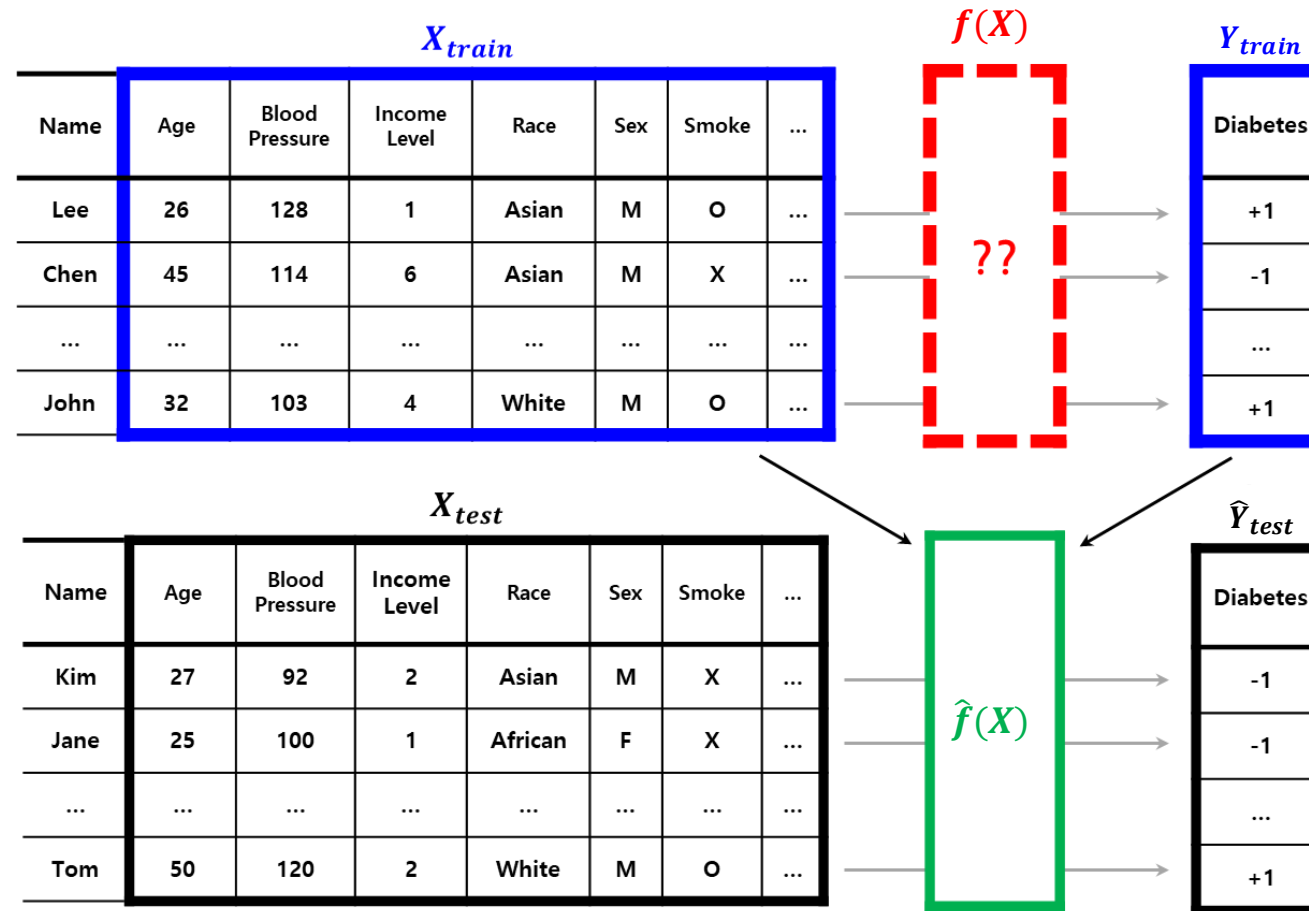 X_train f(X) Y_train
Name Age Blood Pressure Income Level Race Sex Smoke ... Diabetes
Lee 26 128 1 Asian M O ... +1
Chen 45 114 6 Asian M X ... -1
??
... ... ... ... ... ... ... ... ...
John 32 103 4 White M O ... +1
X_test Ŷ_test
Name Age Blood Pressure Income Level Race Sex Smoke ... Diabetes
Kim 27 92 2 Asian M X ... -1
f̂(X)
Jane 25 100 1 African F X ... -1
... ... ... ... ... ... ... ... ...
Tom 50 120 2 White M O ... +1